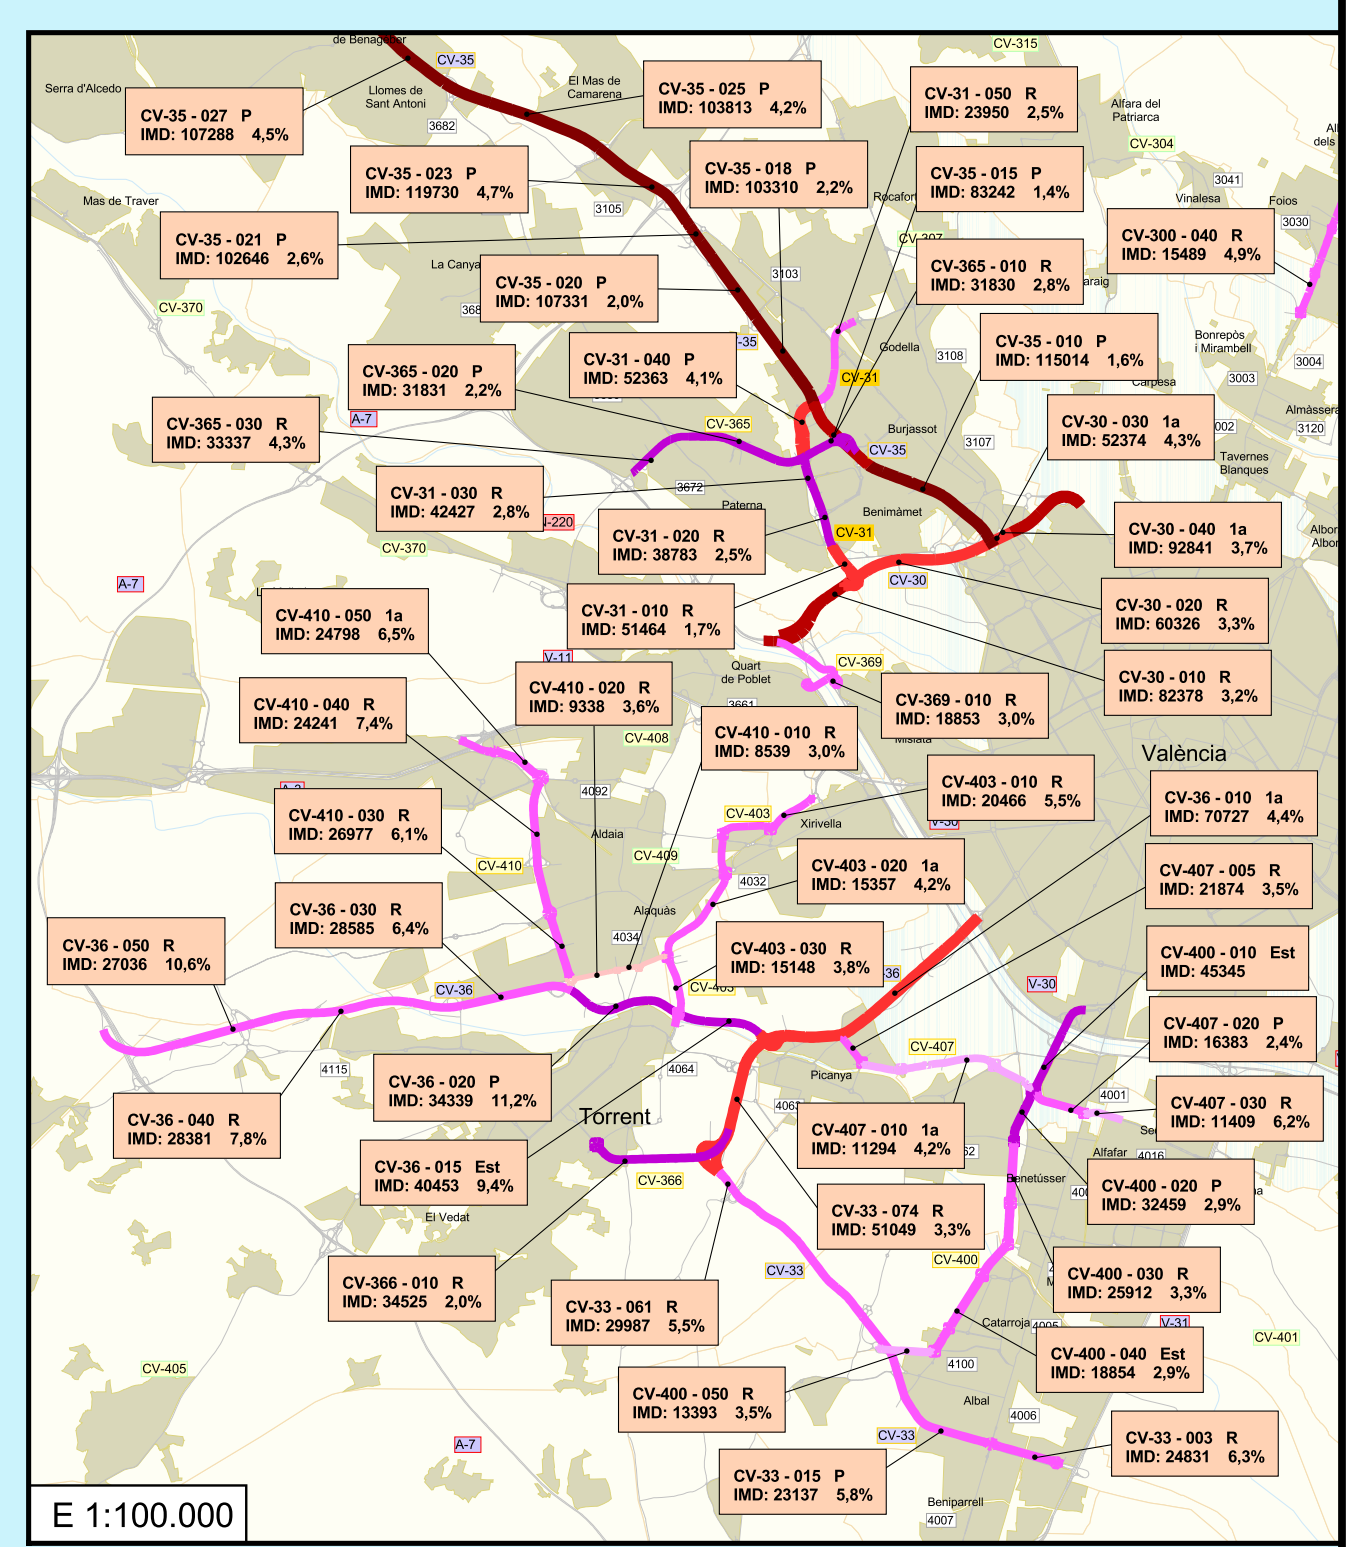 de Benagéber
CV-35
CV-315
Serra d'Alcedo
Llomes de
Sant Antoni
El Mas de
Camarena
CV-35 - 025 P
IMD: 103813 4,2%
CV-31 - 050 R
IMD: 23950 2,5%
Alfara del
Patriarca
CV-35 - 027 P
IMD: 107288 4,5%
3682
CV-304
CV-35 - 023 P
IMD: 119730 4,7%
CV-35 - 018 P
IMD: 103310 2,2%
CV-35 - 015 P
IMD: 83242 1,4%
3041
Mas de Traver
3105
Rocafort
Vinalesa
Foios
3030
CV-35 - 021 P
IMD: 102646 2,6%
CV-300 - 040 R
IMD: 15489 4,9%
La Canya
CV-35 - 020 P
IMD: 107331 2,0%
3103
CV-365 - 010 R
IMD: 31830 2,8%
CV-370
Godella
3108
CV-35 - 010 P
IMD: 115014 1,6%
Bonrepòs
i Mirambell
3004
CV-365 - 020 P
IMD: 31831 2,2%
CV-31 - 040 P
IMD: 52363 4,1%
CV-31
Carpesa
3003
CV-365 - 030 R
IMD: 33337 4,3%
A-7
CV-365
Burjassot
3107
CV-30 - 030 1a
IMD: 52374 4,3%
Almàssera
3120
CV-35
Tavernes
Blanques
CV-31 - 030 R
IMD: 42427 2,8%
3672
Paterna
Benimàmet
CV-31 - 020 R
IMD: 38783 2,5%
CV-31
CV-30 - 040 1a
IMD: 92841 3,7%
CV-370
A-7
CV-30
CV-410 - 050 1a
IMD: 24798 6,5%
CV-31 - 010 R
IMD: 51464 1,7%
CV-30 - 020 R
IMD: 60326 3,3%
V-11
Quart
de Poblet
CV-369
CV-30 - 010 R
IMD: 82378 3,2%
CV-410 - 040 R
IMD: 24241 7,4%
CV-410 - 020 R
IMD: 9338 3,6%
3661
CV-369 - 010 R
IMD: 18853 3,0%
CV-408
CV-410 - 010 R
IMD: 8539 3,0%
Mislata
València
CV-403 - 010 R
IMD: 20466 5,5%
CV-36 - 010 1a
IMD: 70727 4,4%
4092
CV-410 - 030 R
IMD: 26977 6,1%
Aldaia
CV-403
Xirivella
V-30
CV-410
CV-409
4032
CV-403 - 020 1a
IMD: 15357 4,2%
CV-407 - 005 R
IMD: 21874 3,5%
CV-36 - 030 R
IMD: 28585 6,4%
Alaquàs
4034
CV-36 - 050 R
IMD: 27036 10,6%
CV-403 - 030 R
IMD: 15148 3,8%
CV-400 - 010 Est
IMD: 45345
CV-36
CV-403
V-30
CV-407 - 020 P
IMD: 16383 2,4%
CV-407
4115
4064
Picanya
CV-36 - 020 P
IMD: 34339 11,2%
4001
CV-407 - 030 R
IMD: 11409 6,2%
CV-36 - 040 R
IMD: 28381 7,8%
Torrent
4063
CV-407 - 010 1a
IMD: 11294 4,2%
Alfafar
4016
CV-36 - 015 Est
IMD: 40453 9,4%
CV-366
Benetússer
CV-400 - 020 P
IMD: 32459 2,9%
El Vedat
CV-33 - 074 R
IMD: 51049 3,3%
CV-366 - 010 R
IMD: 34525 2,0%
CV-33
CV-400
CV-400 - 030 R
IMD: 25912 3,3%
CV-33 - 061 R
IMD: 29987 5,5%
Catarroja
4005
V-31
CV-401
CV-405
4100
CV-400 - 040 Est
IMD: 18854 2,9%
CV-400 - 050 R
IMD: 13393 3,5%
Albal
4006
A-7
CV-33
CV-33 - 003 R
IMD: 24831 6,3%
CV-33 - 015 P
IMD: 23137 5,8%
Beniparrell
4007
E 1:100.000